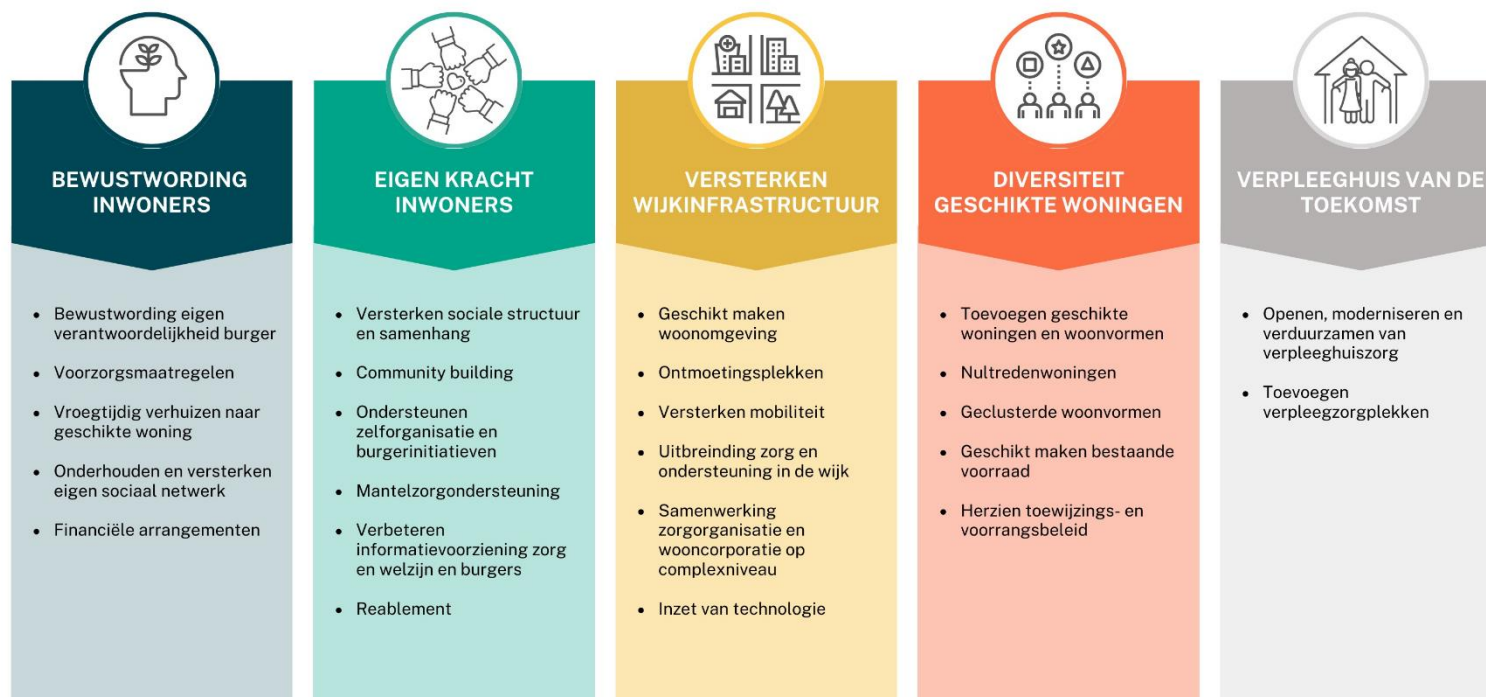 BEWUSTWORDING
INWONERS
Bewustwording eigen
verantwoordelijkheid burger
Voorzorgsmaatregelen
Vroegtijdig verhuizen naar
geschikte woning
Onderhouden en versterken
eigen sociaal netwerk
Financiële arrangementen
EIGEN KRACHT
INWONERS
Versterken sociale structuur
en samenhang
Community building
Ondersteunen
zelforganisatie en
burgerinitiatieven
Mantelzorgondersteuning
Verbeteren
informatievoorziening zorg
en welzijn en burgers
Reablement
VERSTERKEN
WIJKINFRASTRUCTUUR
Geschikt maken
woonomgeving
Ontmoetingsplekken
Versterken mobiliteit
Uitbreinding zorg en
ondersteuning in de wijk
Samenwerking
zorgorganisatie en
wooncorporatie op
complexniveau
Inzet van technologie
DIVERSITEIT
GESCHIKTE WONINGEN
Toevoegen geschikte
woningen en woonvormen
Nultredenwoningen
Geclusterde woonvormen
Geschikt maken bestaande
voorraad
Herzien toewijzings- en
voorrangsbeleid
VERPLEEGHUIS VAN DE
TOEKOMST
Openen, moderniseren en
verduurzamen van
verpleeghuiszorg
Toevoegen
verpleegzorgplekken